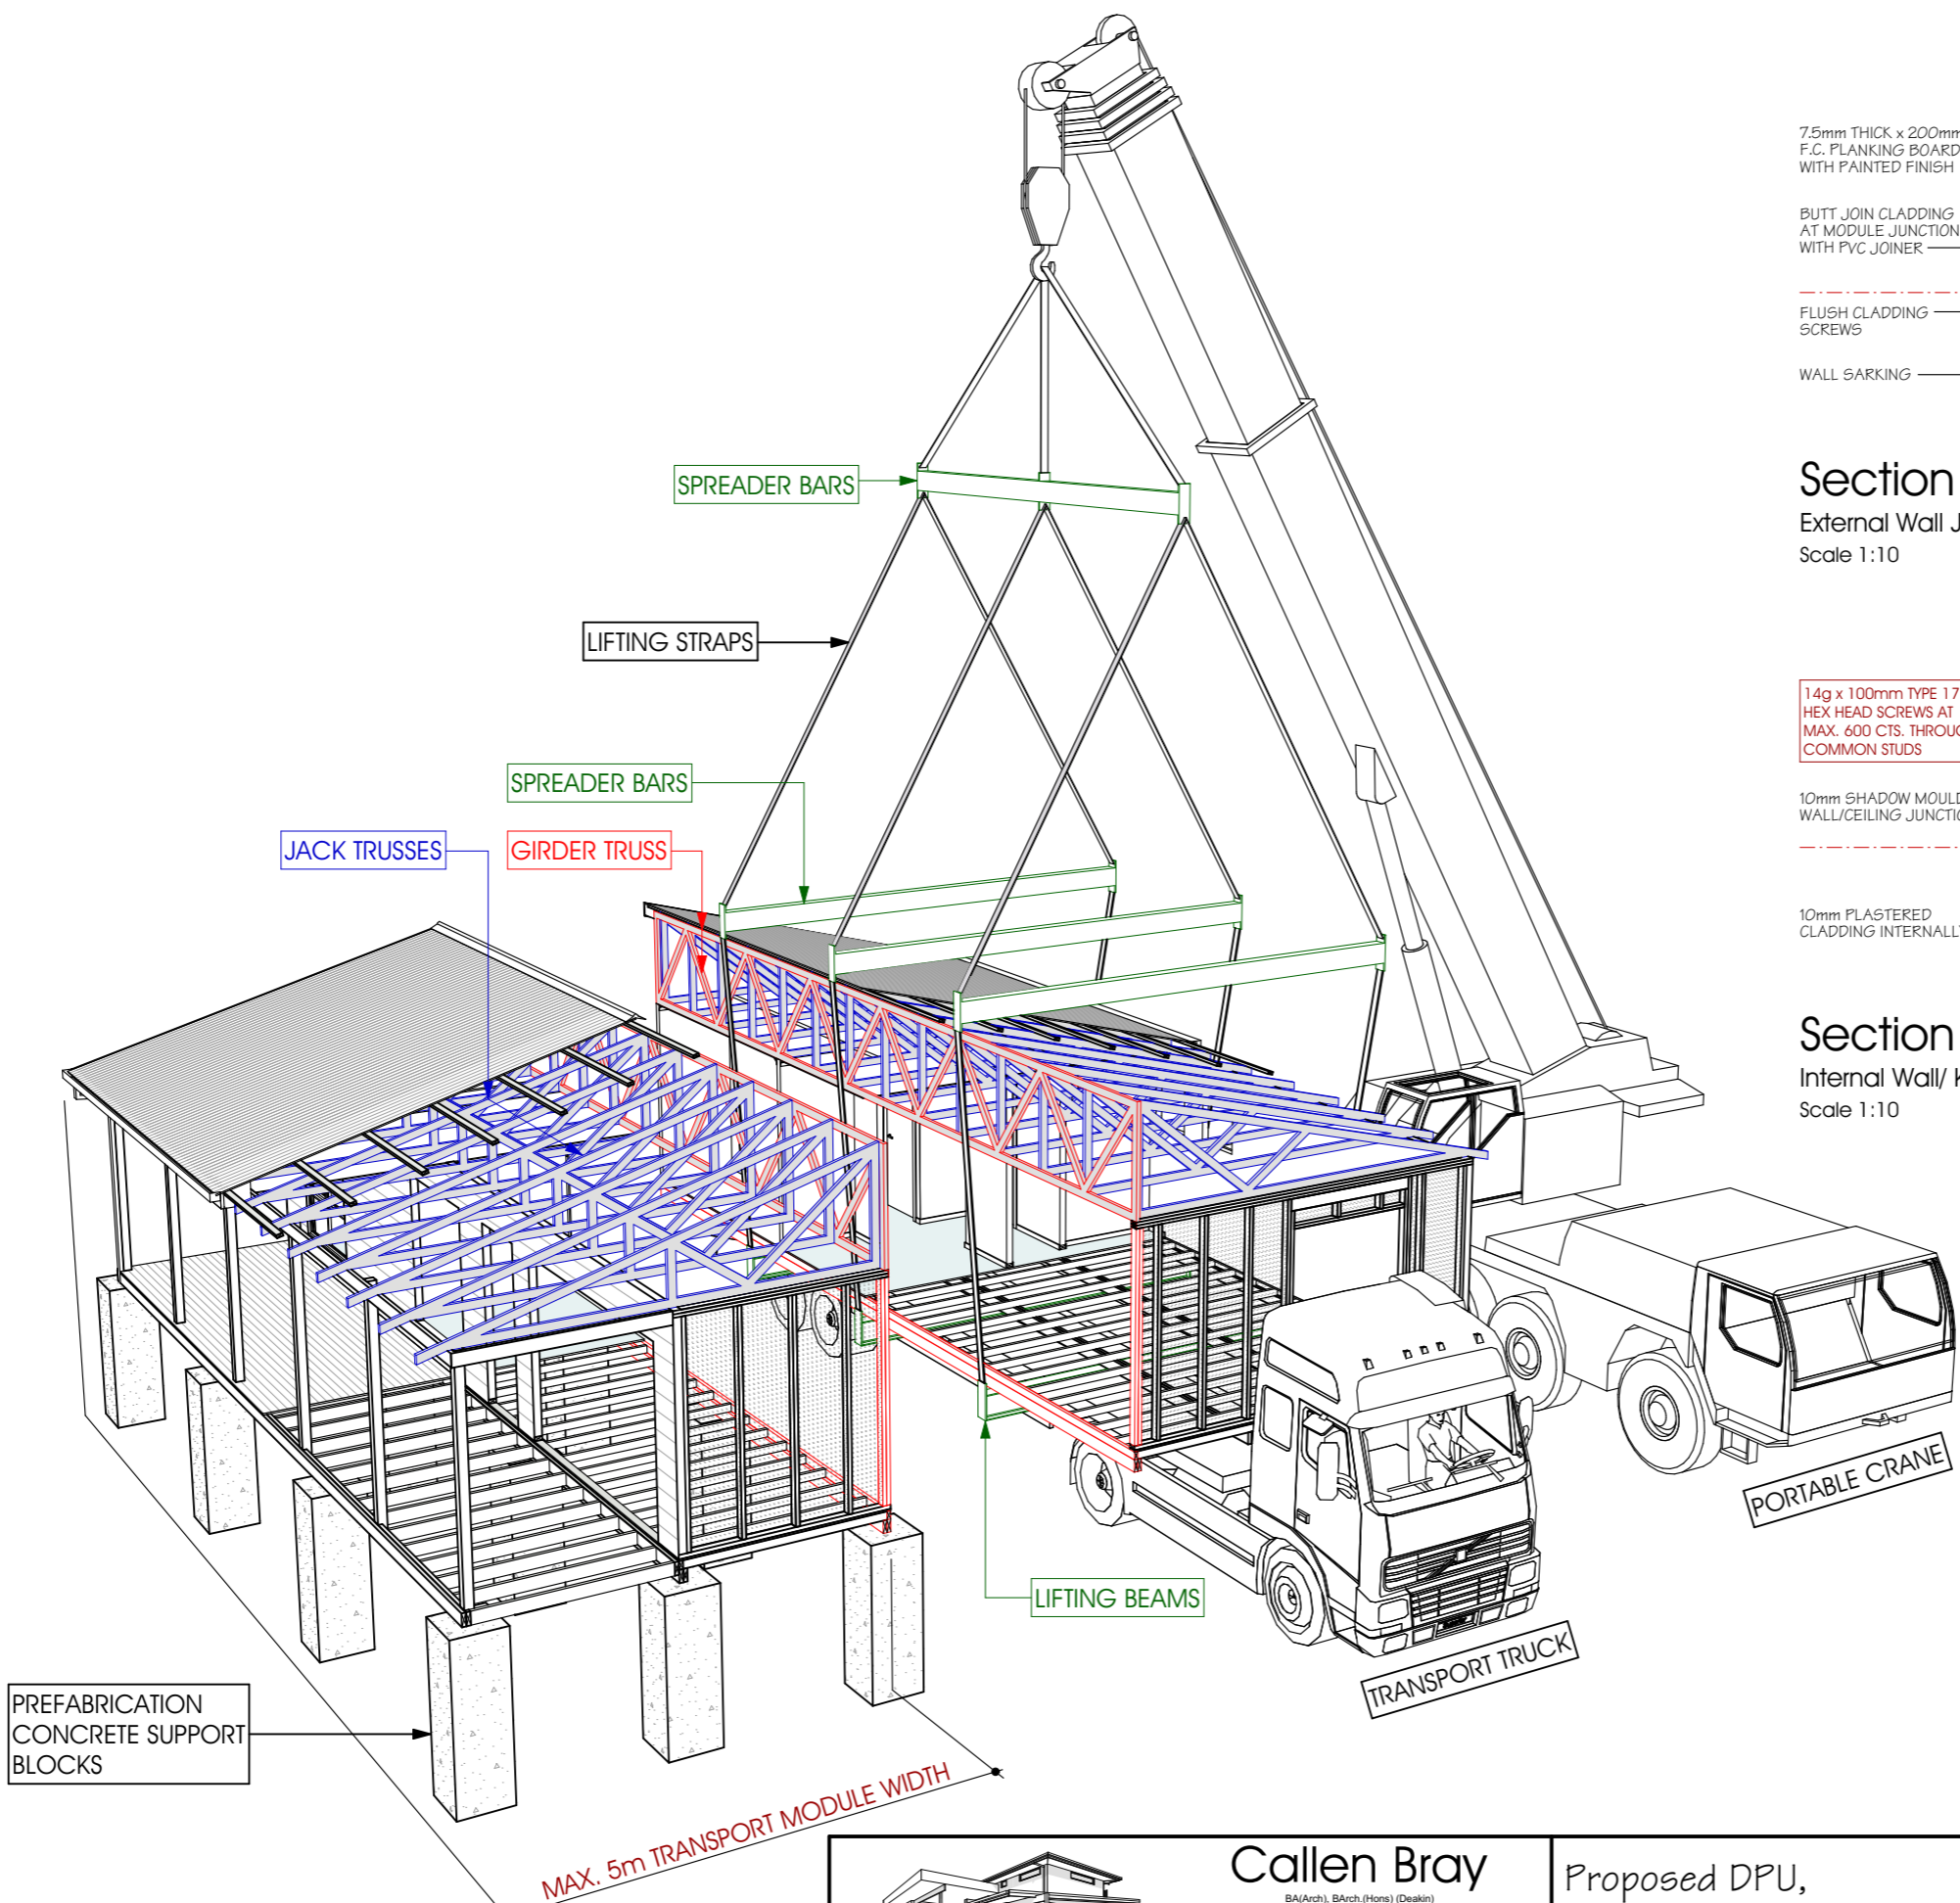 7.5mm THICK x 200mm
F.C. PLANKING BOARD
WITH PAINTED FINISH
BUTT JOIN CLADDING
AT MODULE JUNCTION
WITH PVC JOINER
FLUSH CLADDING
SCREWS
WALL SARKING
Section
External Wall J
Scale 1:10
14g x 100mm TYPE 17
HEX HEAD SCREWS AT
MAX. 600 CTS. THROUG
COMMON STUDS
10mm SHADOW MOULD
WALL/CEILING JUNCTIO
10mm PLASTERED
CLADDING INTERNALL
Section
Internal Wall/ K
Scale 1:10
SPREADER BARS
LIFTING STRAPS
SPREADER BARS
JACK TRUSSES
GIRDER TRUSS
PORTABLE CRANE
LIFTING BEAMS
TRANSPORT TRUCK
PREFABRICATION
CONCRETE SUPPORT
BLOCKS
MAX. 5m TRANSPORT MODULE WIDTH
Callen Bray
BA(Arch), BArch.(Hons) (Deakin)
Proposed DPU,